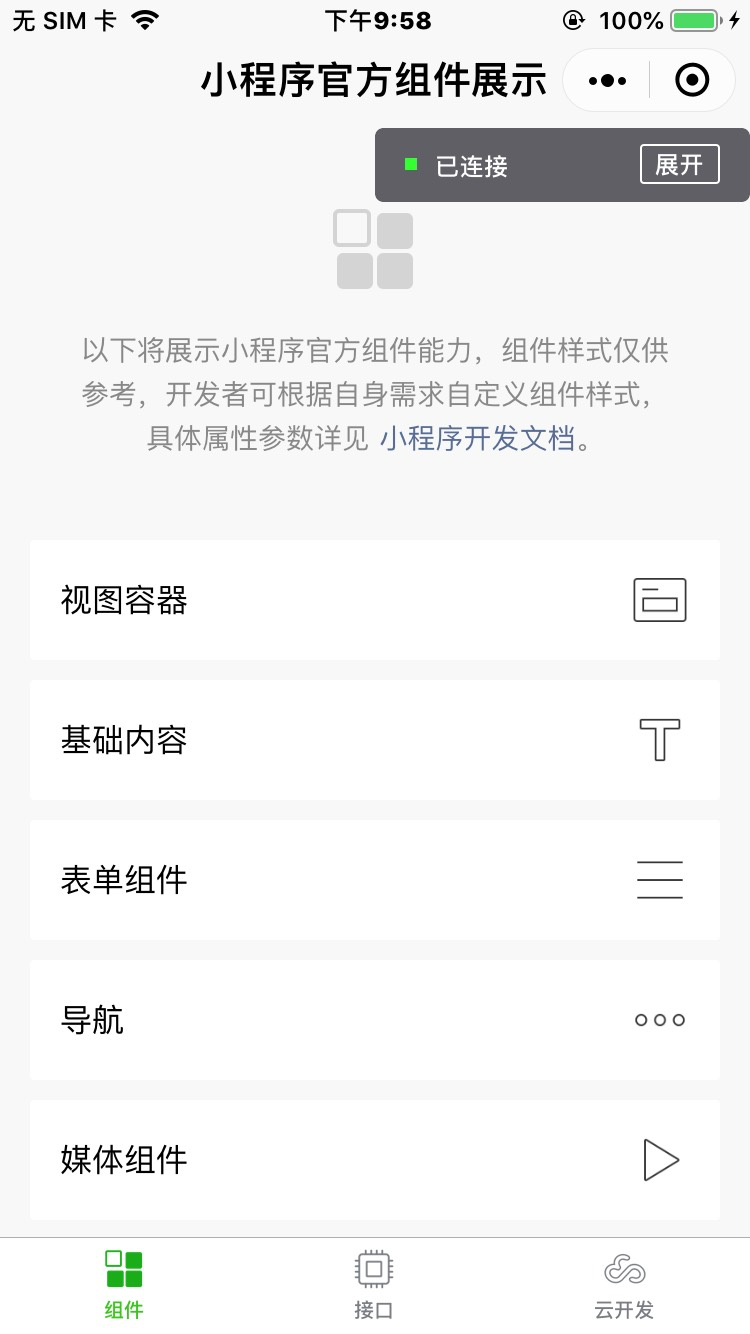 无 SIM 卡
下午9:58
100%
小程序官方组件展示
已连接
展开
以下将展示小程序官方组件能力，组件样式仅供
参考，开发者可根据自身需求自定义组件样式，
具体属性参数详见 小程序开发文档。
视图容器
基础内容
表单组件
导航
媒体组件
组件
接口
云开发